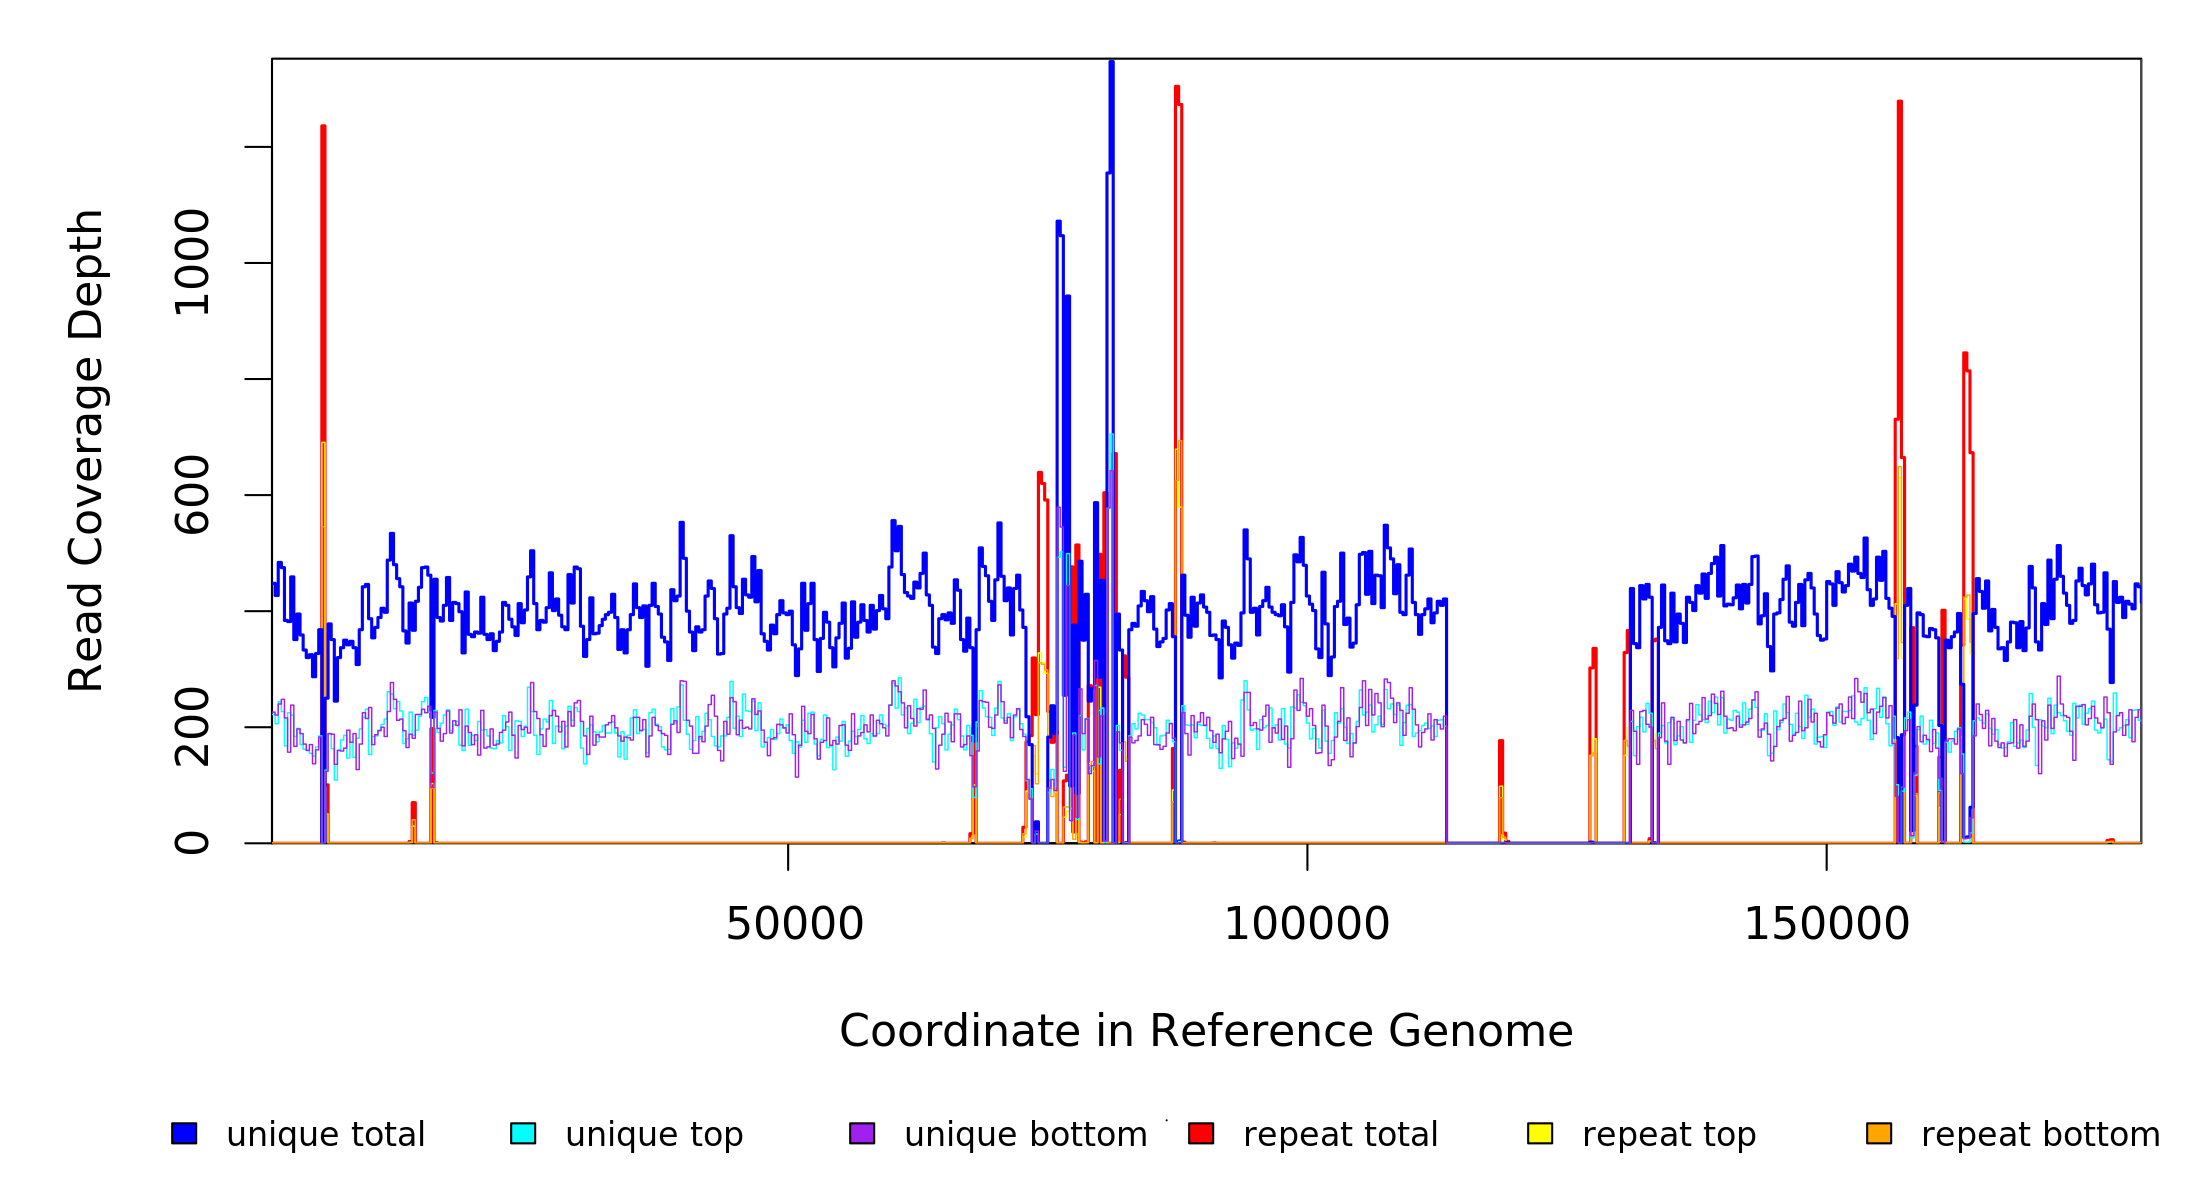 Read Coverage Depth
1000
600
200
0
50000 100000 150000
Coordinate in Reference Genome
unique total unique top unique bottom repeat total repeat top repeat bottom